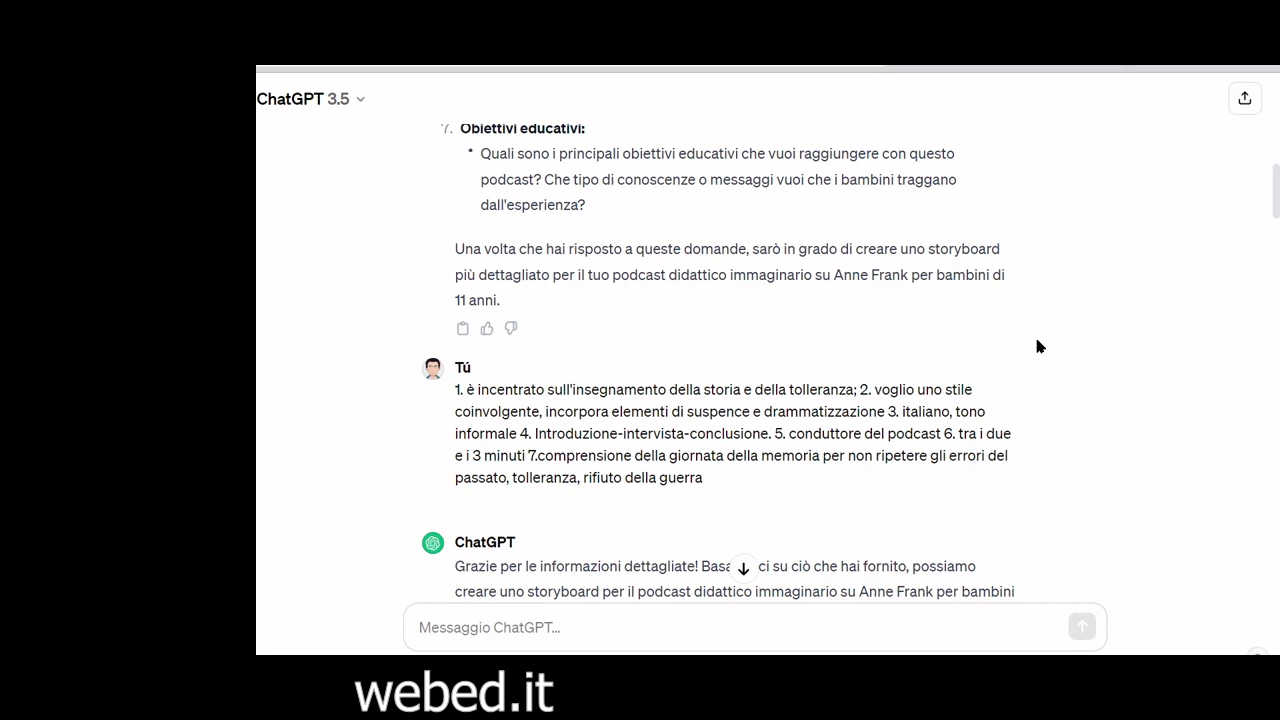 ChatGPT 3.5
7. Obiettivi educativi:
• Quali sono i principali obiettivi educativi che vuoi raggiungere con questo
podcast? Che tipo di conoscenze o messaggi vuoi che i bambini traggano
dall'esperienza?
Una volta che hai risposto a queste domande, sarò in grado di creare uno storyboard
più dettagliato per il tuo podcast didattico immaginario su Anne Frank per bambini di
11 anni.
Tú
1. è incentrato sull'insegnamento della storia e della tolleranza; 2. voglio uno stile
coinvolgente, incorpora elementi di suspence e drammatizzazione 3. italiano, tono
informale 4. Introduzione-intervista-conclusione. 5. conduttore del podcast 6. tra i due
e i 3 minuti 7.comprensione della giornata della memoria per non ripetere gli errori del
passato, tolleranza, rifiuto della guerra
ChatGPT
Grazie per le informazioni dettagliate! ci su ciò che hai fornito, possiamo
creare uno storyboard per il podcast didattico immaginario su Anne Frank per bambini
Messaggio ChatGPT...
webed.it